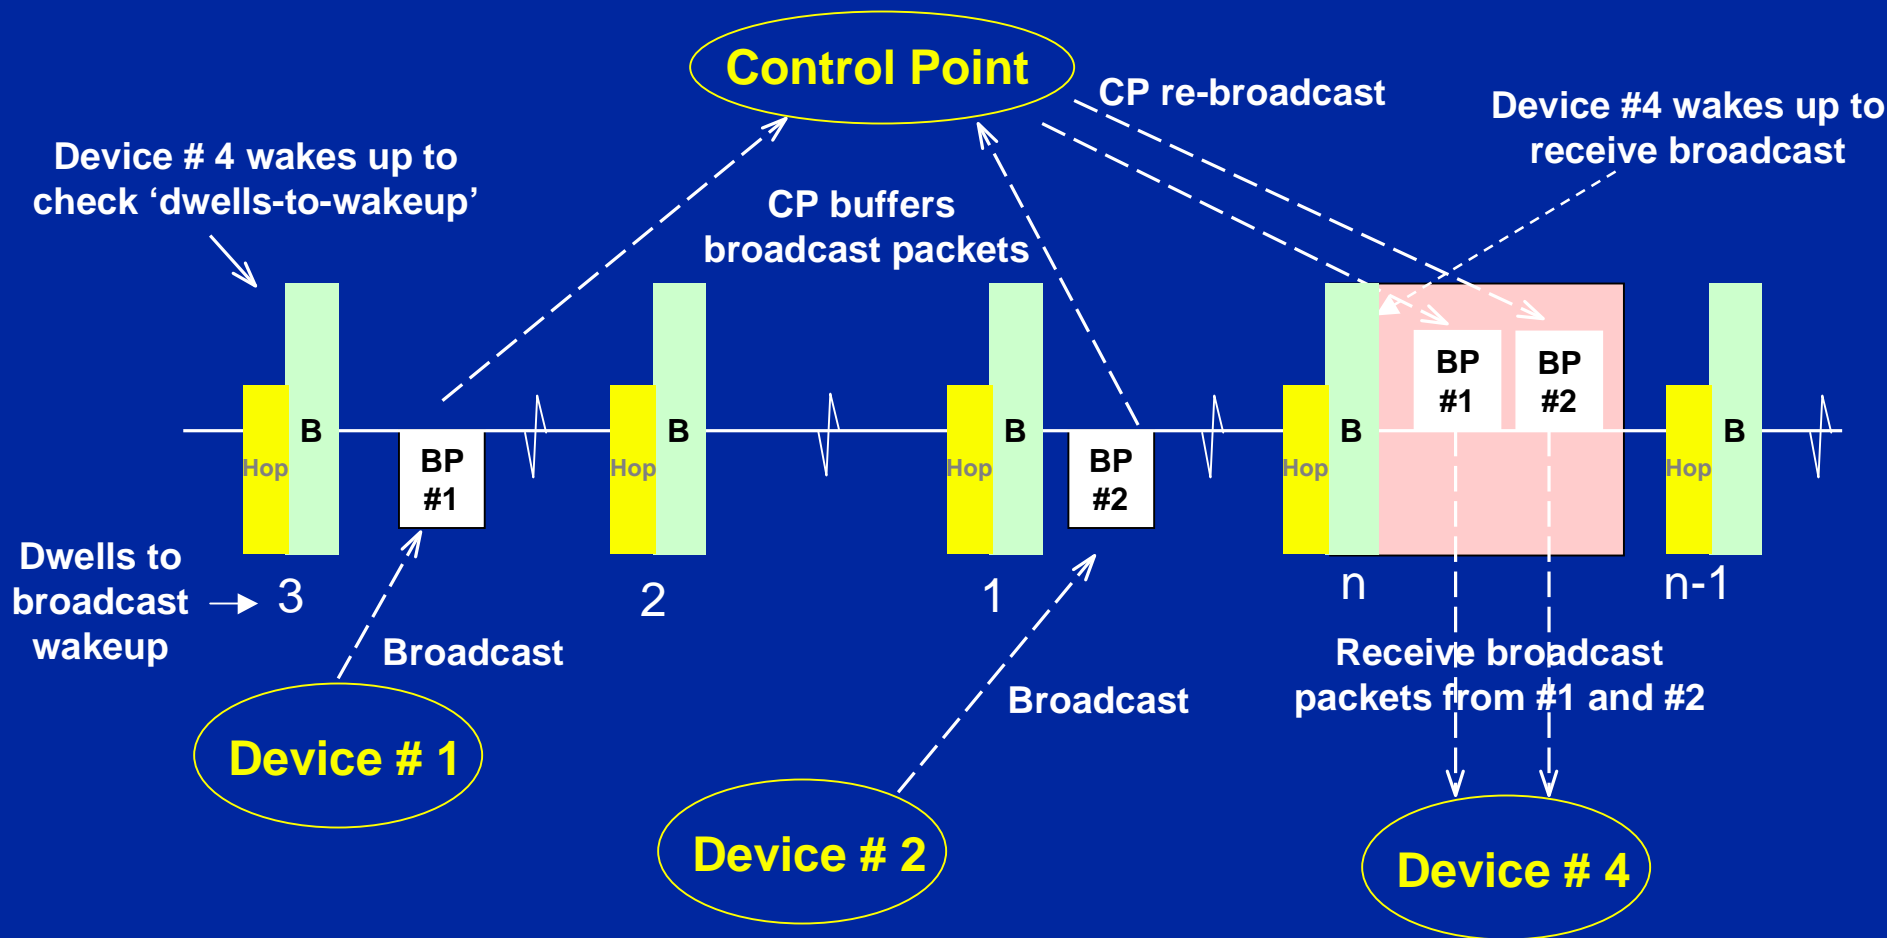 Control Point
CP re-broadcast
Device #4 wakes up to
receive broadcast
Device # 4 wakes up to
check ‘dwells-to-wakeup’
CP buffers
broadcast packets
B
Hop
BP
#1
B
Hop
B
Hop
BP
#2
B
Hop
BP
#1
BP
#2
B
Hop
Dwells to
broadcast
wakeup
3
2
1
n
n-1
Broadcast
Broadcast
Receive broadcast
packets from #1 and #2
Device # 1
Device # 2
Device # 4